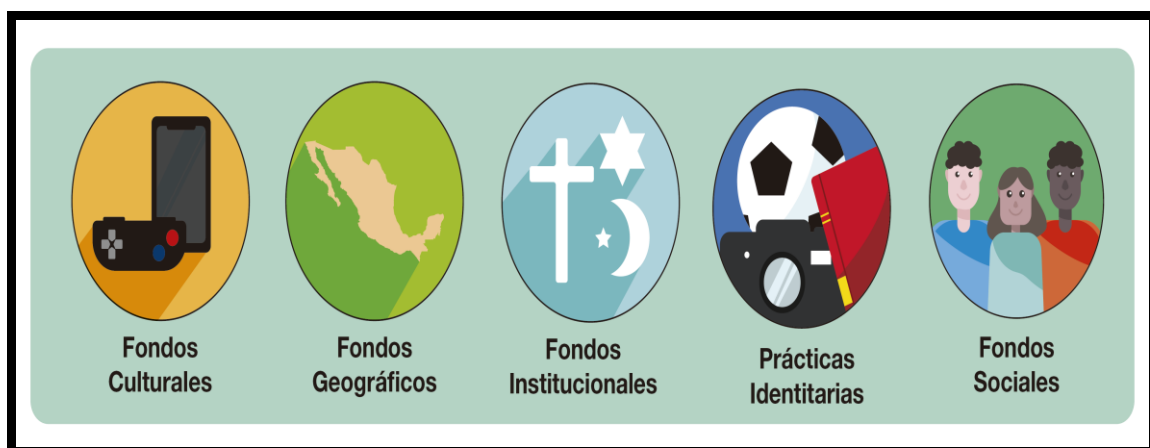 Fondos
Culturales
Fondos
Geográficos
Fondos
Institucionales
Prácticas
Identitarias
Fondos
Sociales